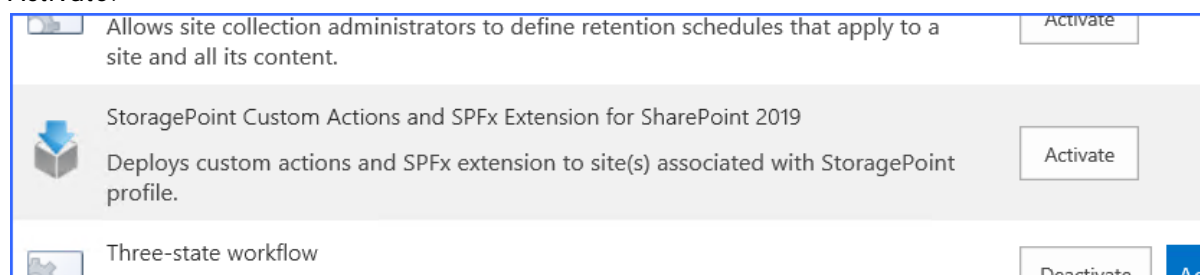 Allows site collection administrators to define retention schedules that apply to a
site and all its content.
Activate
StoragePoint Custom Actions and SPFx Extension for SharePoint 2019
Deploys custom actions and SPFx extension to site(s) associated with StoragePoint
profile.
Activate
Three-state workflow
Deactivate